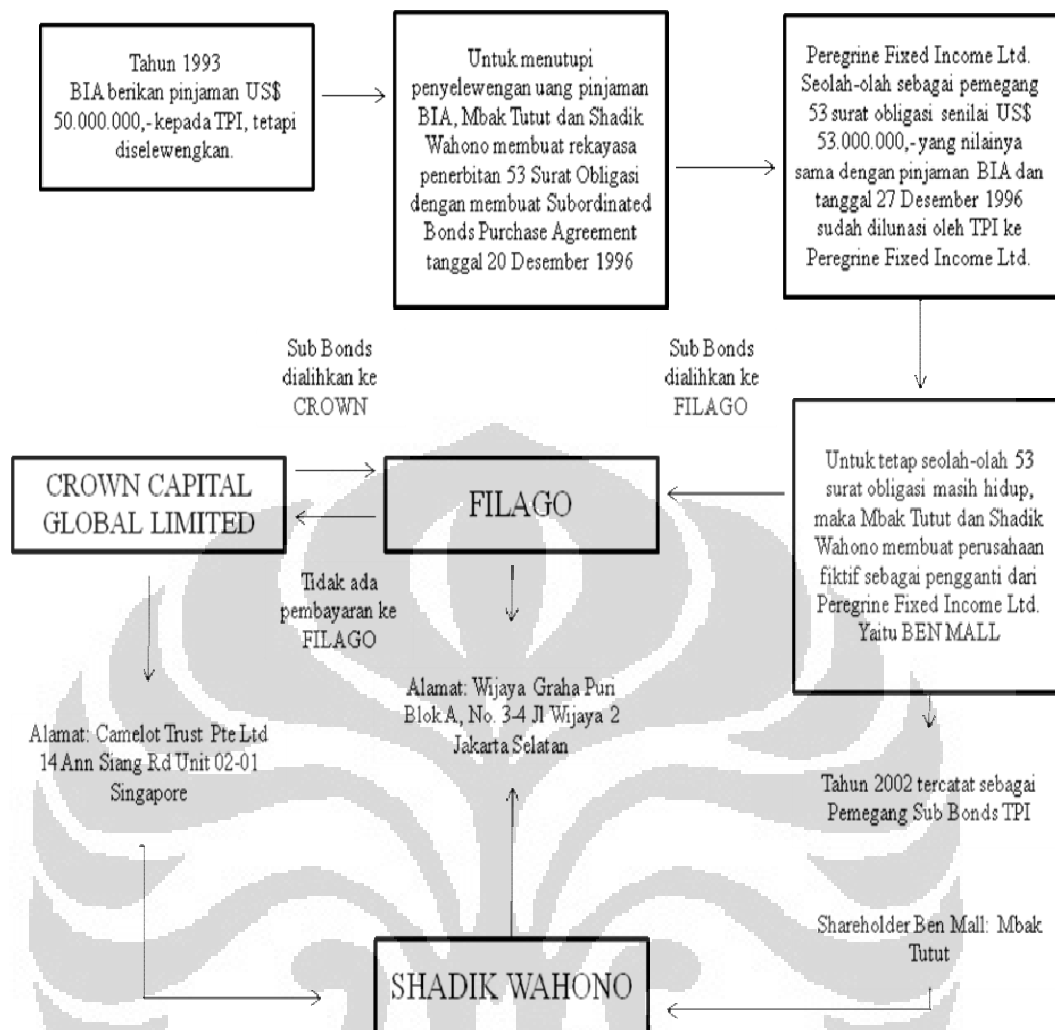 Tahun 1993
BIA berikan pinjaman US$
50.000.000,- kepada TPI, tetapi
diselewengkan.
Untuk menutupi
penyelewengan uang pinjaman
BIA, Mbak Tutut dan Shadik
Wahono membuat rekayasa
penerbitan 53 Surat Obligasi
dengan membuat Subordinated
Bonds Purchase Agreement
tanggal 20 Desember 1996
Peregrine Fixed Income Ltd.
Seolah-olah sebagai pemegang
53 surat obligasi senilai US$
53.000.000,- yang nilainya
sama dengan pinjaman BIA dan
tanggal 27 Desember 1996
sudah dilunasi oleh TPI ke
Peregrine Fixed Income Ltd.
Sub Bonds
dialihkan ke
CROWN
Sub Bonds
dialihkan ke
FILAGO
CROWN CAPITAL
GLOBAL LIMITED
FILAGO
Untuk tetap seolah-olah 53
surat obligasi masih hidup,
maka Mbak Tutut dan Shadik
Wahono membuat perusahaan
fiktif sebagai pengganti dari
Peregrine Fixed Income Ltd.
Yaitu BEN MALL
Tidak ada
pembayaran ke
FILAGO
Alamat: Camelot Trust Pte Ltd
14 Ann Siang Rd Unit 02-01
Singapore
Alamat: Wijaya Graha Puri
Blok A, No. 3-4 Jl Wijaya 2
Jakarta Selatan
Tahun 2002 tercatat sebagai
Pemegang Sub Bonds TPI
Shareholder Ben Mall: Mbak
Tutut
SHADIK WAHONO